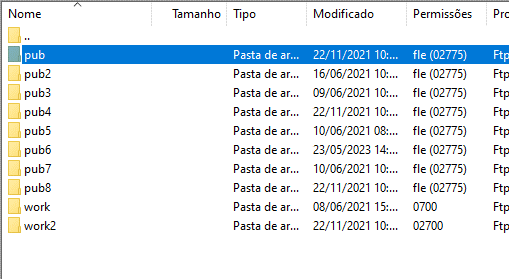 Nome Tamanho Tipo Modificado Permissões Pro
..
pub Pasta de ar... 22/11/2021 10:... fle (02775) Ftp
pub2 Pasta de ar... 16/06/2021 10:... fle (02775) Ftp
pub3 Pasta de ar... 09/06/2021 10:... fle (02775) Ftp
pub4 Pasta de ar... 22/11/2021 10:... fle (02775) Ftp
pub5 Pasta de ar... 10/06/2021 08:... fle (02775) Ftp
pub6 Pasta de ar... 23/05/2023 14:... fle (02775) Ftp
pub7 Pasta de ar... 10/06/2021 10:... fle (02775) Ftp
pub8 Pasta de ar... 22/11/2021 10:... fle (02775) Ftp
work Pasta de ar... 08/06/2021 15:... 0700 Ftp
work2 Pasta de ar... 22/11/2021 10:... 02700 Ftp